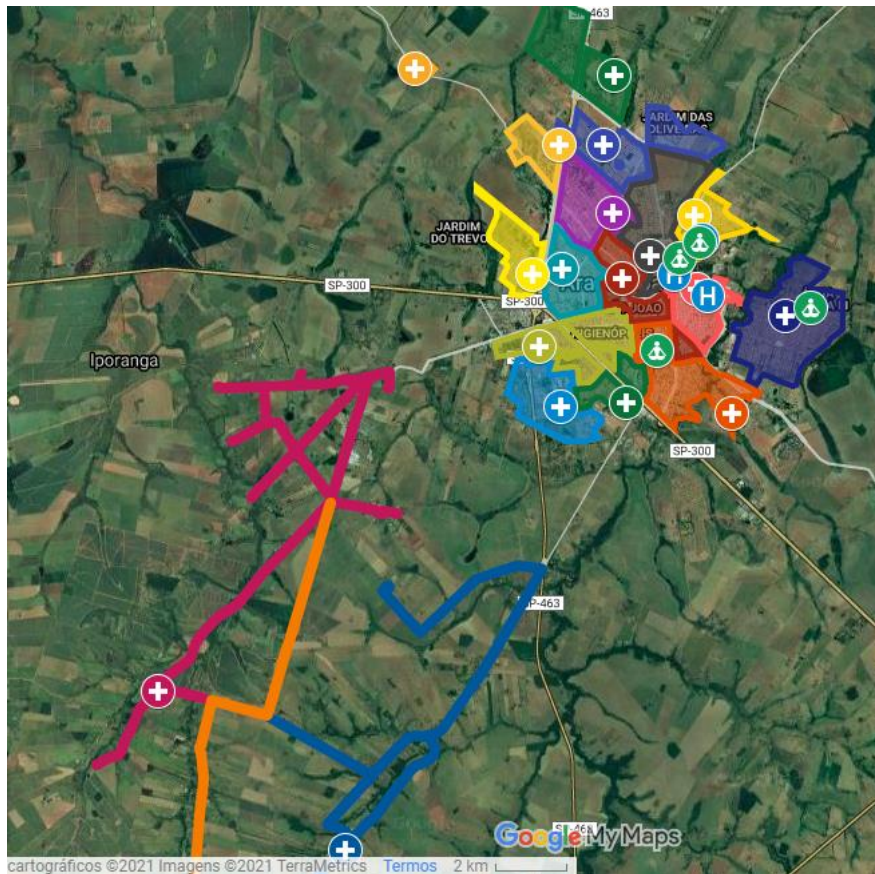 SP-463
JARDIM DAS
OLIVEIRAS
JARDIM
DO TREVO
SP-300
SP-300
H
H
JOÃO
Iporanga
SP-300
SP-463
Google My Maps
cartográficos ©2021 Imagens ©2021 TerraMetrics Termos 2 km